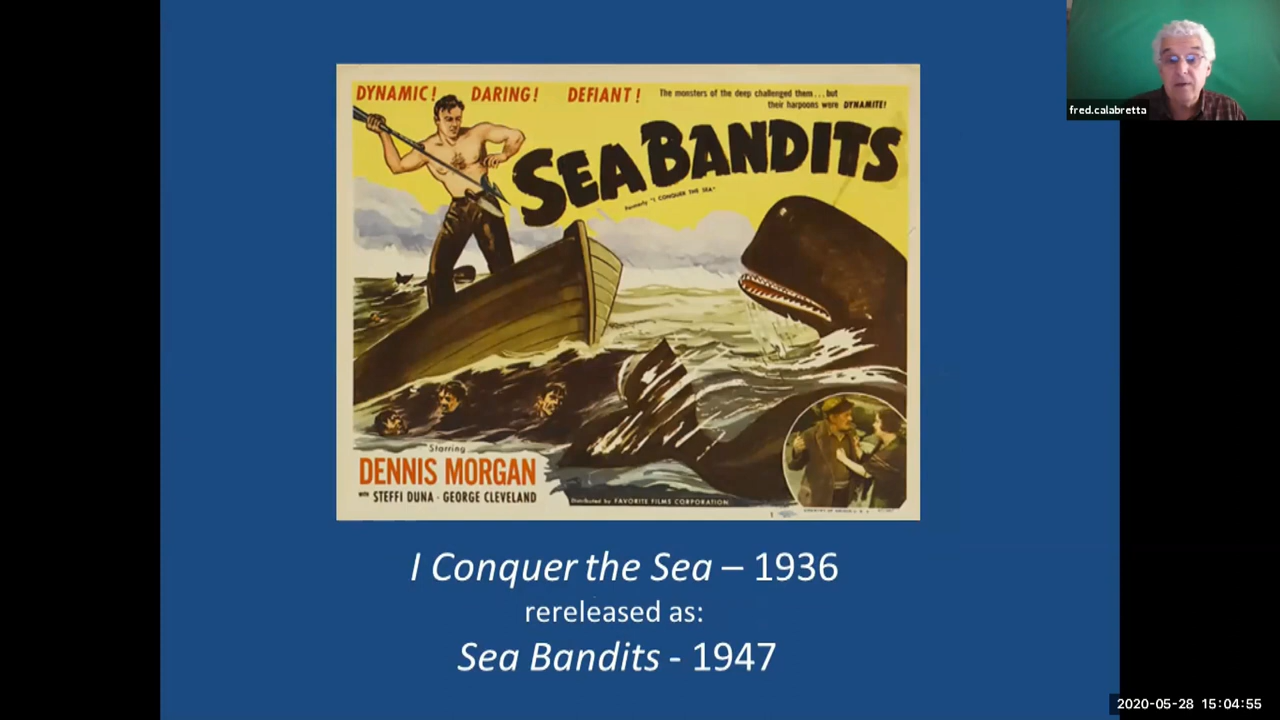 DYNAMIC! DARING! DEFIANT! The monsters of the deep challenged them...but
their harpoons were DYNAMITE!
SEA BANDITS
Formerly "I CONQUER THE SEA"
Starring
DENNIS MORGAN
with STEFFI DUNA · GEORGE CLEVELAND
Distributed by FAVORITE FILMS CORPORATION
I Conquer the Sea – 1936
rereleased as:
Sea Bandits - 1947
fred.calabretta
2020-05-28 15:04:55